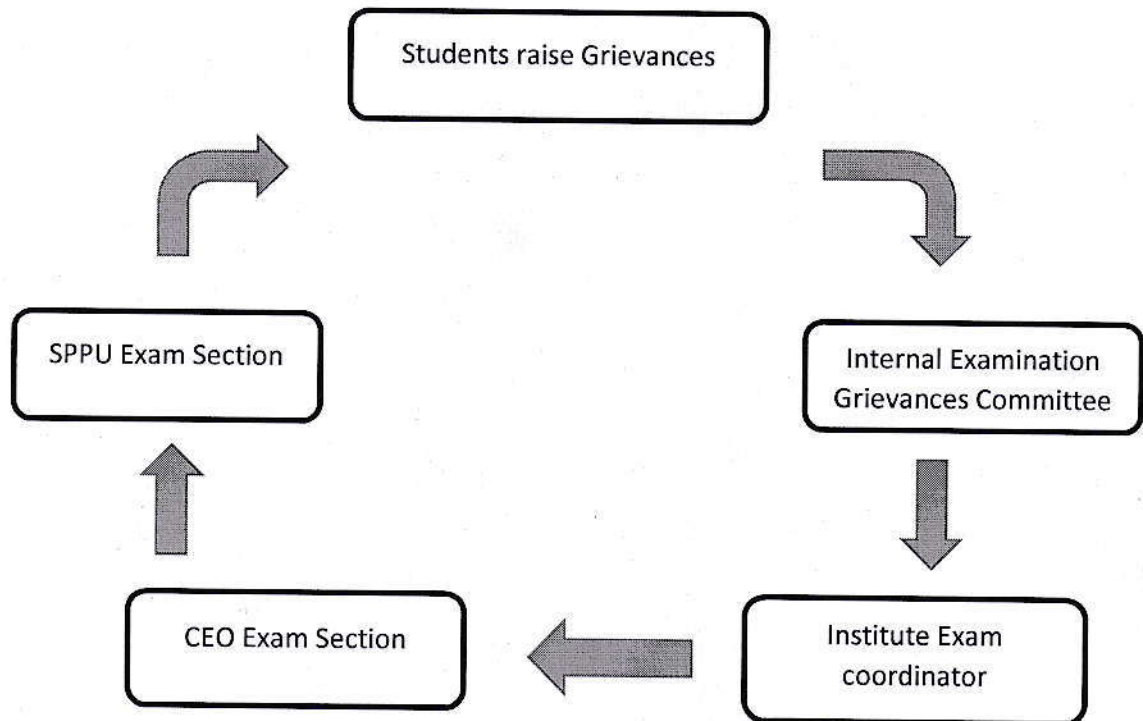 Students raise Grievances
SPPU Exam Section
Internal Examination
Grievances Committee
CEO Exam Section
Institute Exam
coordinator